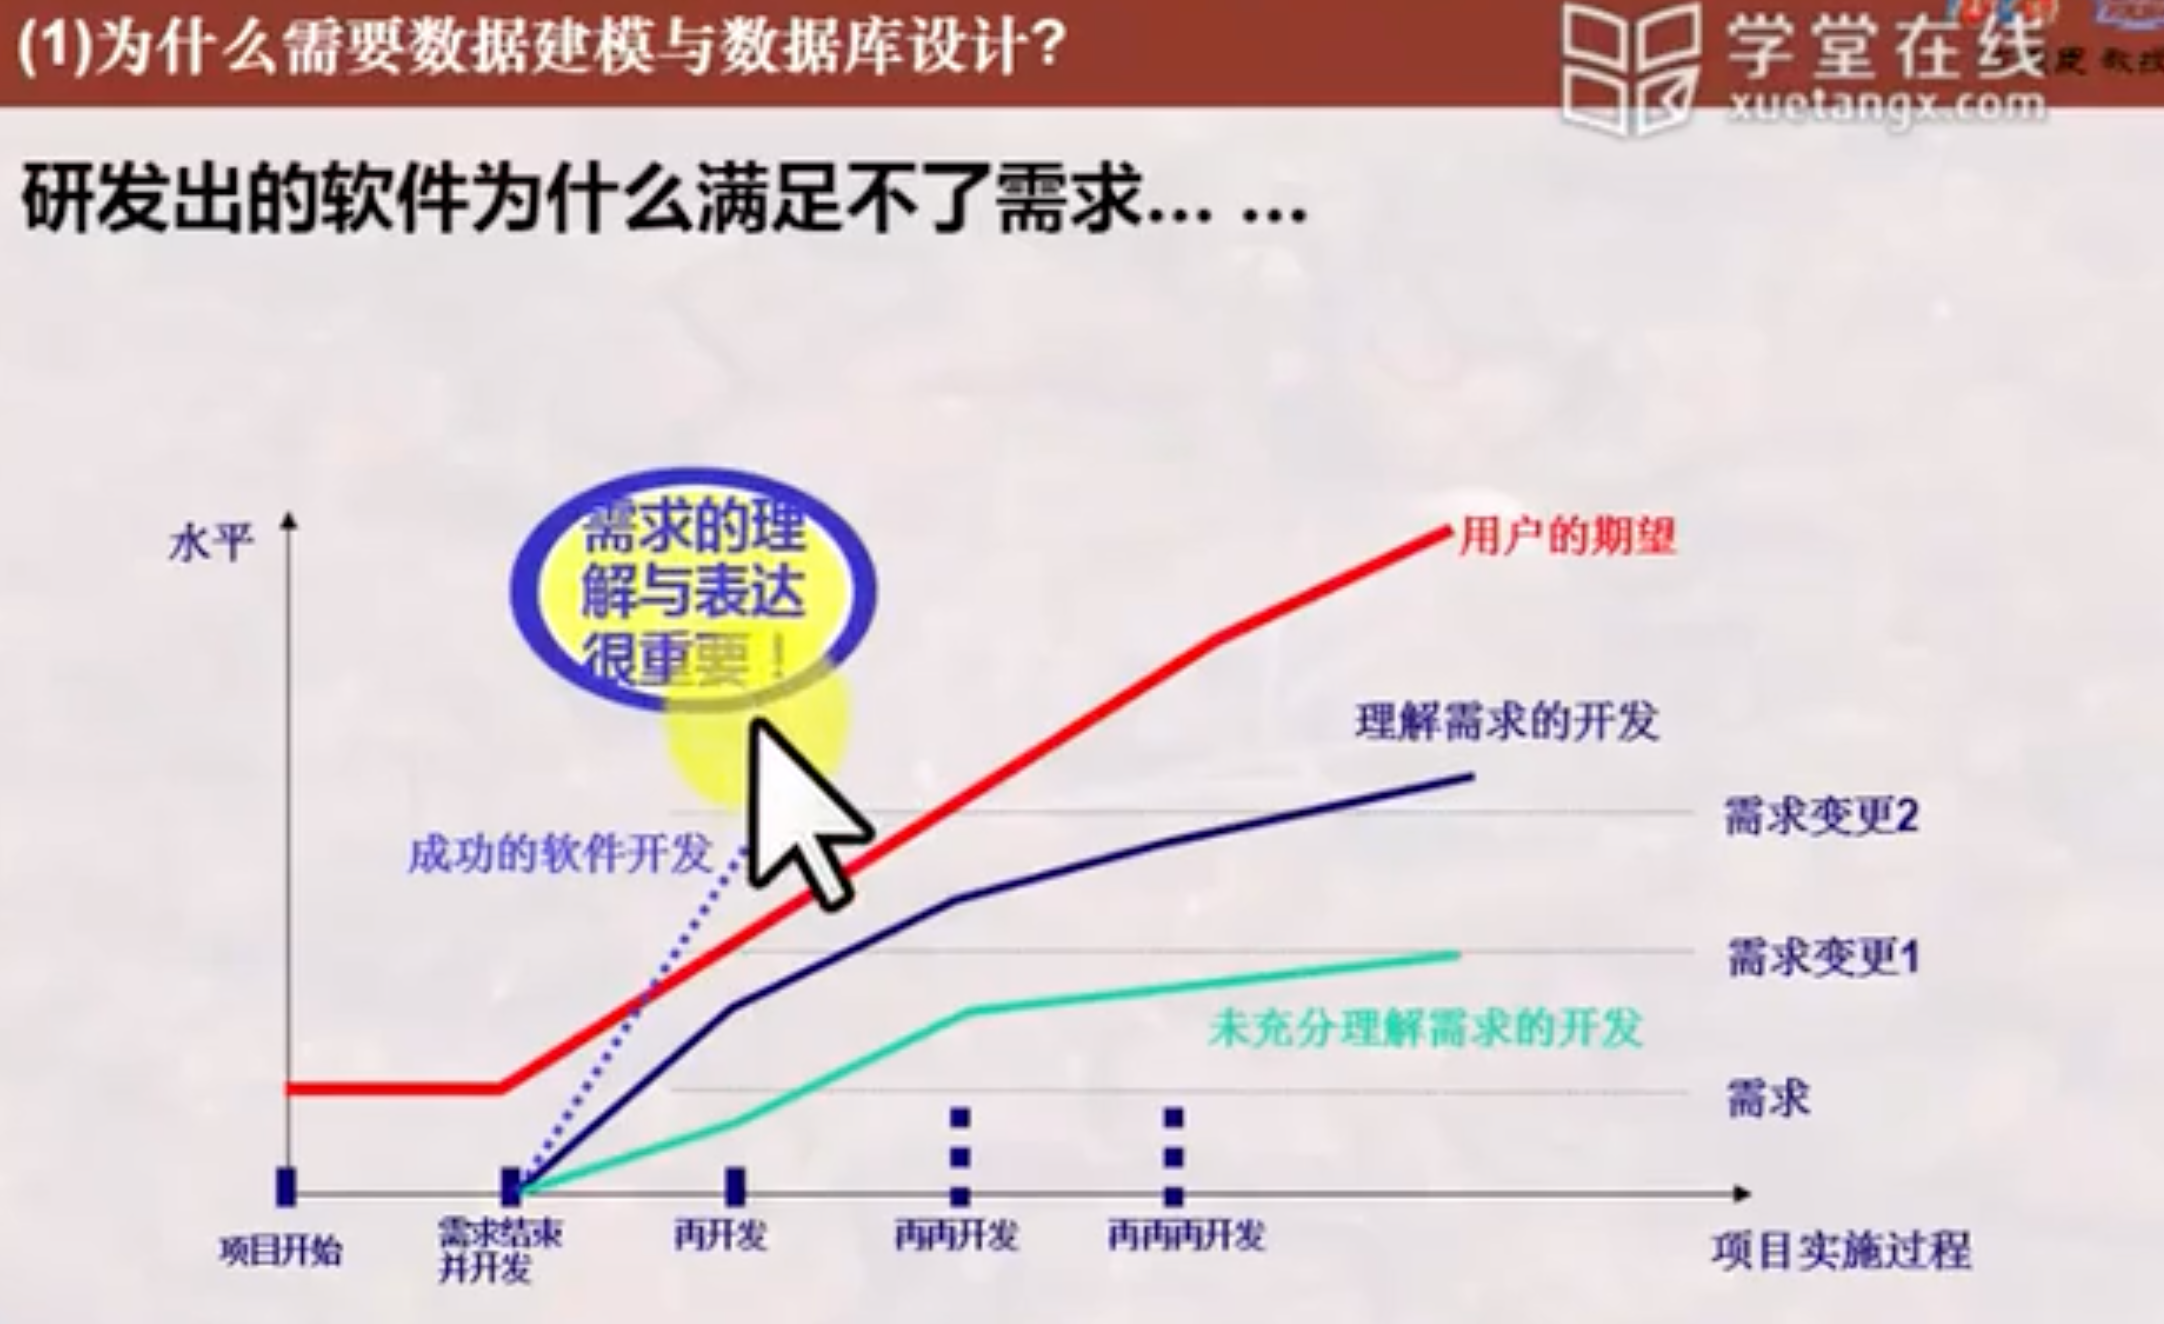 (1)为什么需要数据建模与数据库设计?
学堂在线
xuetangx.com
教授
研发出的软件为什么满足不了需求... ...
水平
需求的理
解与表达
很重要!
用户的期望
理解需求的开发
需求变更2
成功的软件开发
需求变更1
未充分理解需求的开发
需求
项目开始
需求结束
并开发
再开发
再再开发
再再再开发
项目实施过程